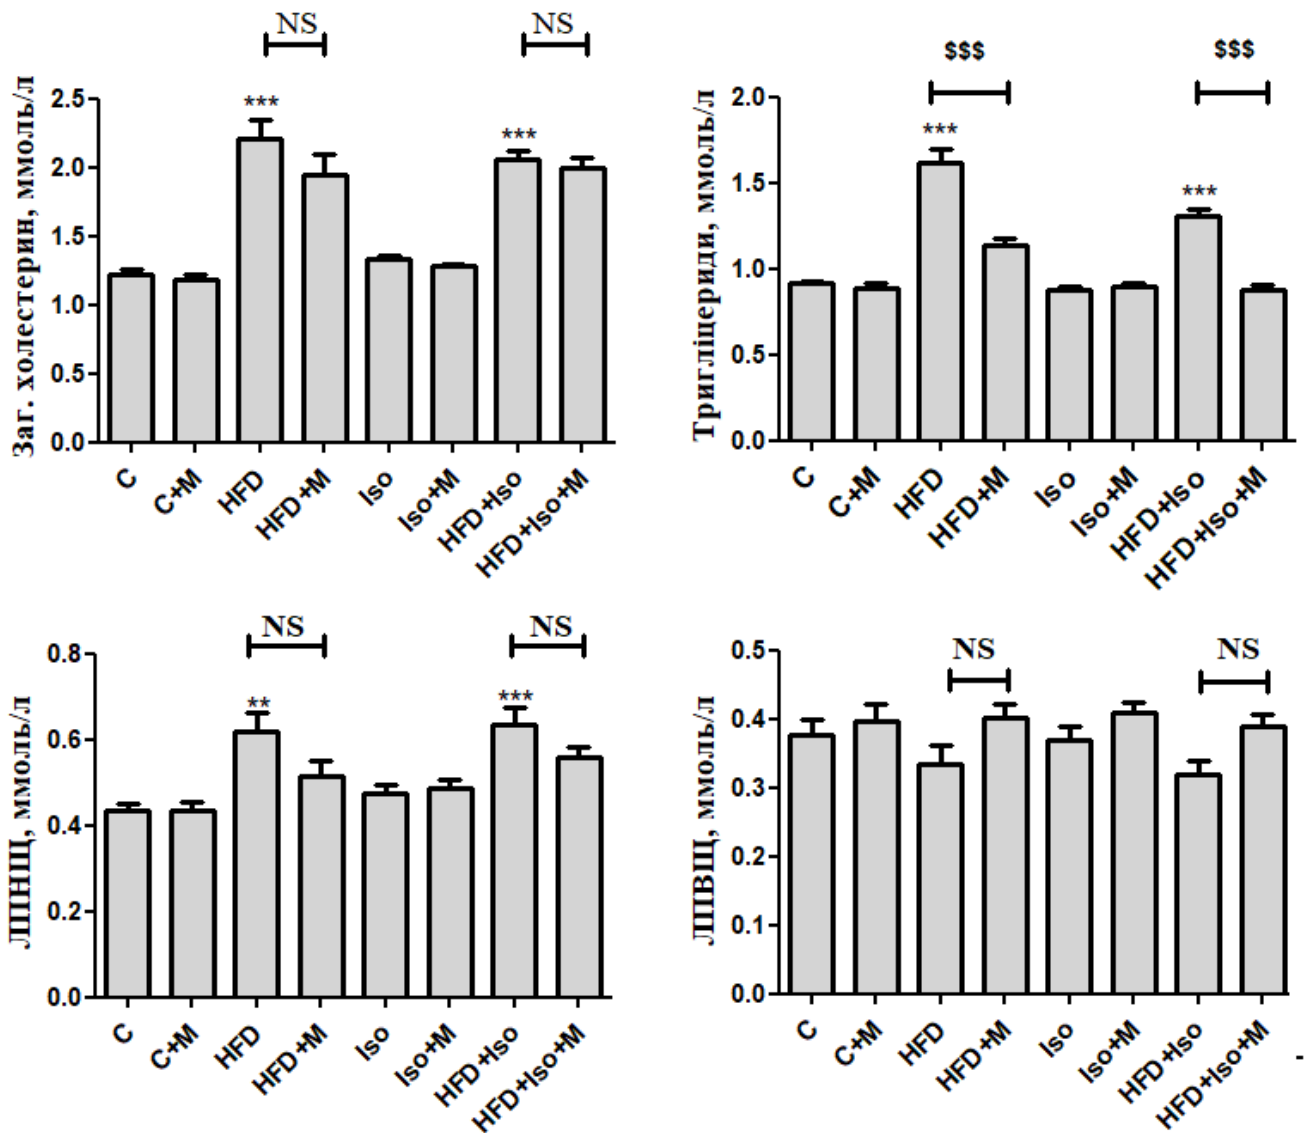 NS NS
Заг. холестерин, ммоль/л
2.5
2.0
1.5
1.0
0.5
0.0
*** ***
C C+M HFD HFD+M Iso Iso+M HFD+Iso HFD+Iso+M
$$$ $$$
Тригліцериди, ммоль/л
2.0
1.5
1.0
0.5
0.0
*** ***
C C+M HFD HFD+M Iso Iso+M HFD+Iso HFD+Iso+M
NS NS
ЛПНЩ, ммоль/л
0.8
0.6
0.4
0.2
0.0
** ***
C C+M HFD HFD+M Iso Iso+M HFD+Iso HFD+Iso+M
NS NS
ЛПВЩ, ммоль/л
0.5
0.4
0.3
0.2
0.1
0.0
C C+M HFD HFD+M Iso Iso+M HFD+Iso HFD+Iso+M
-